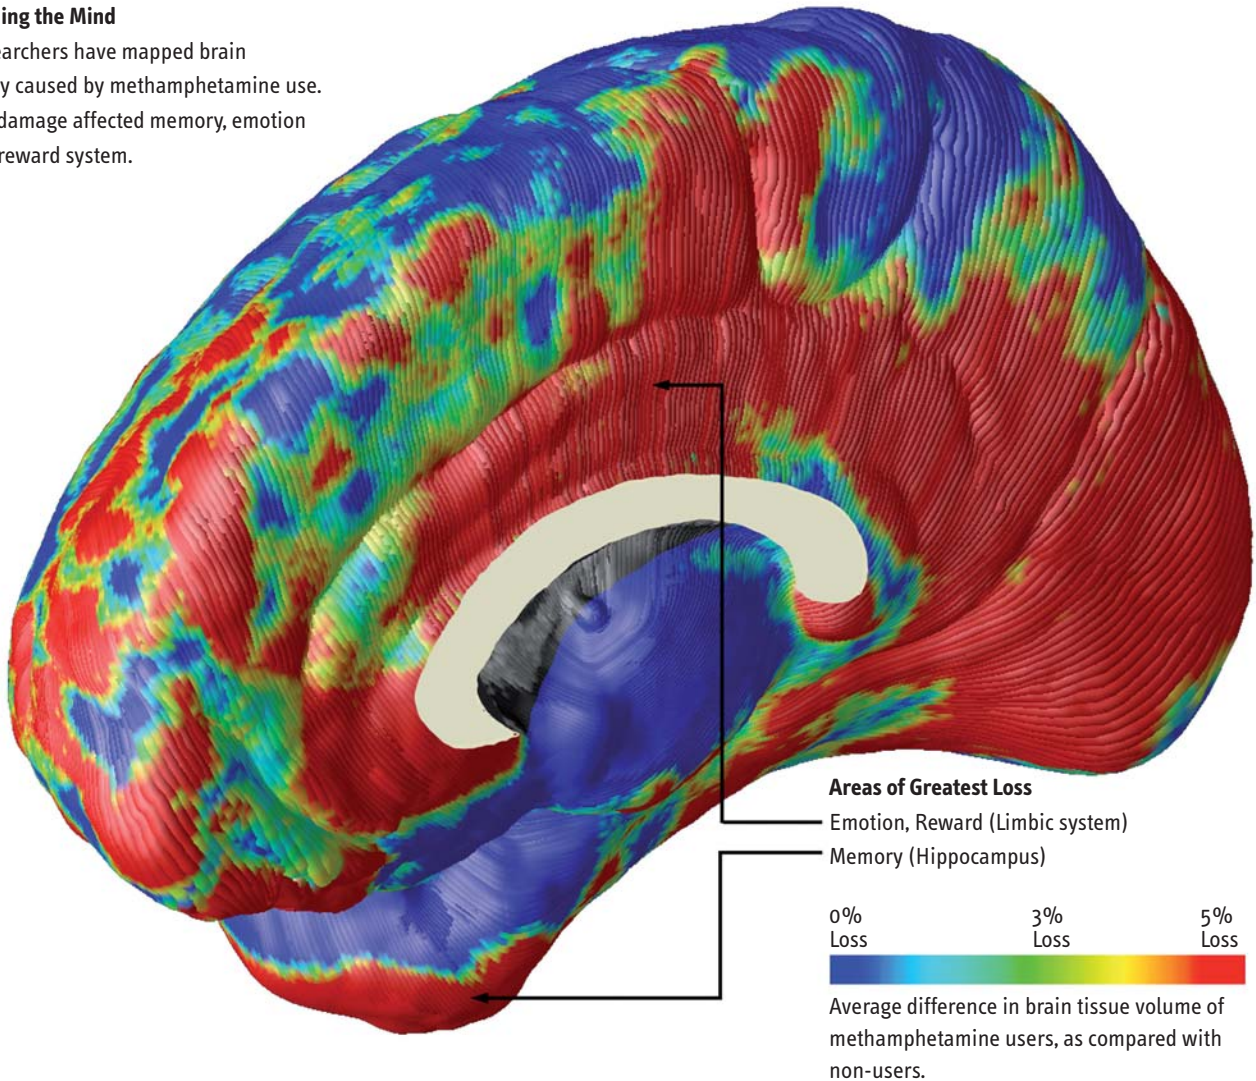 ing the Mind
earchers have mapped brain
y caused by methamphetamine use.
damage affected memory, emotion
reward system.
Areas of Greatest Loss
Emotion, Reward (Limbic system)
Memory (Hippocampus)
0% 3% 5%
Loss Loss Loss
Average difference in brain tissue volume of
methamphetamine users, as compared with
non-users.